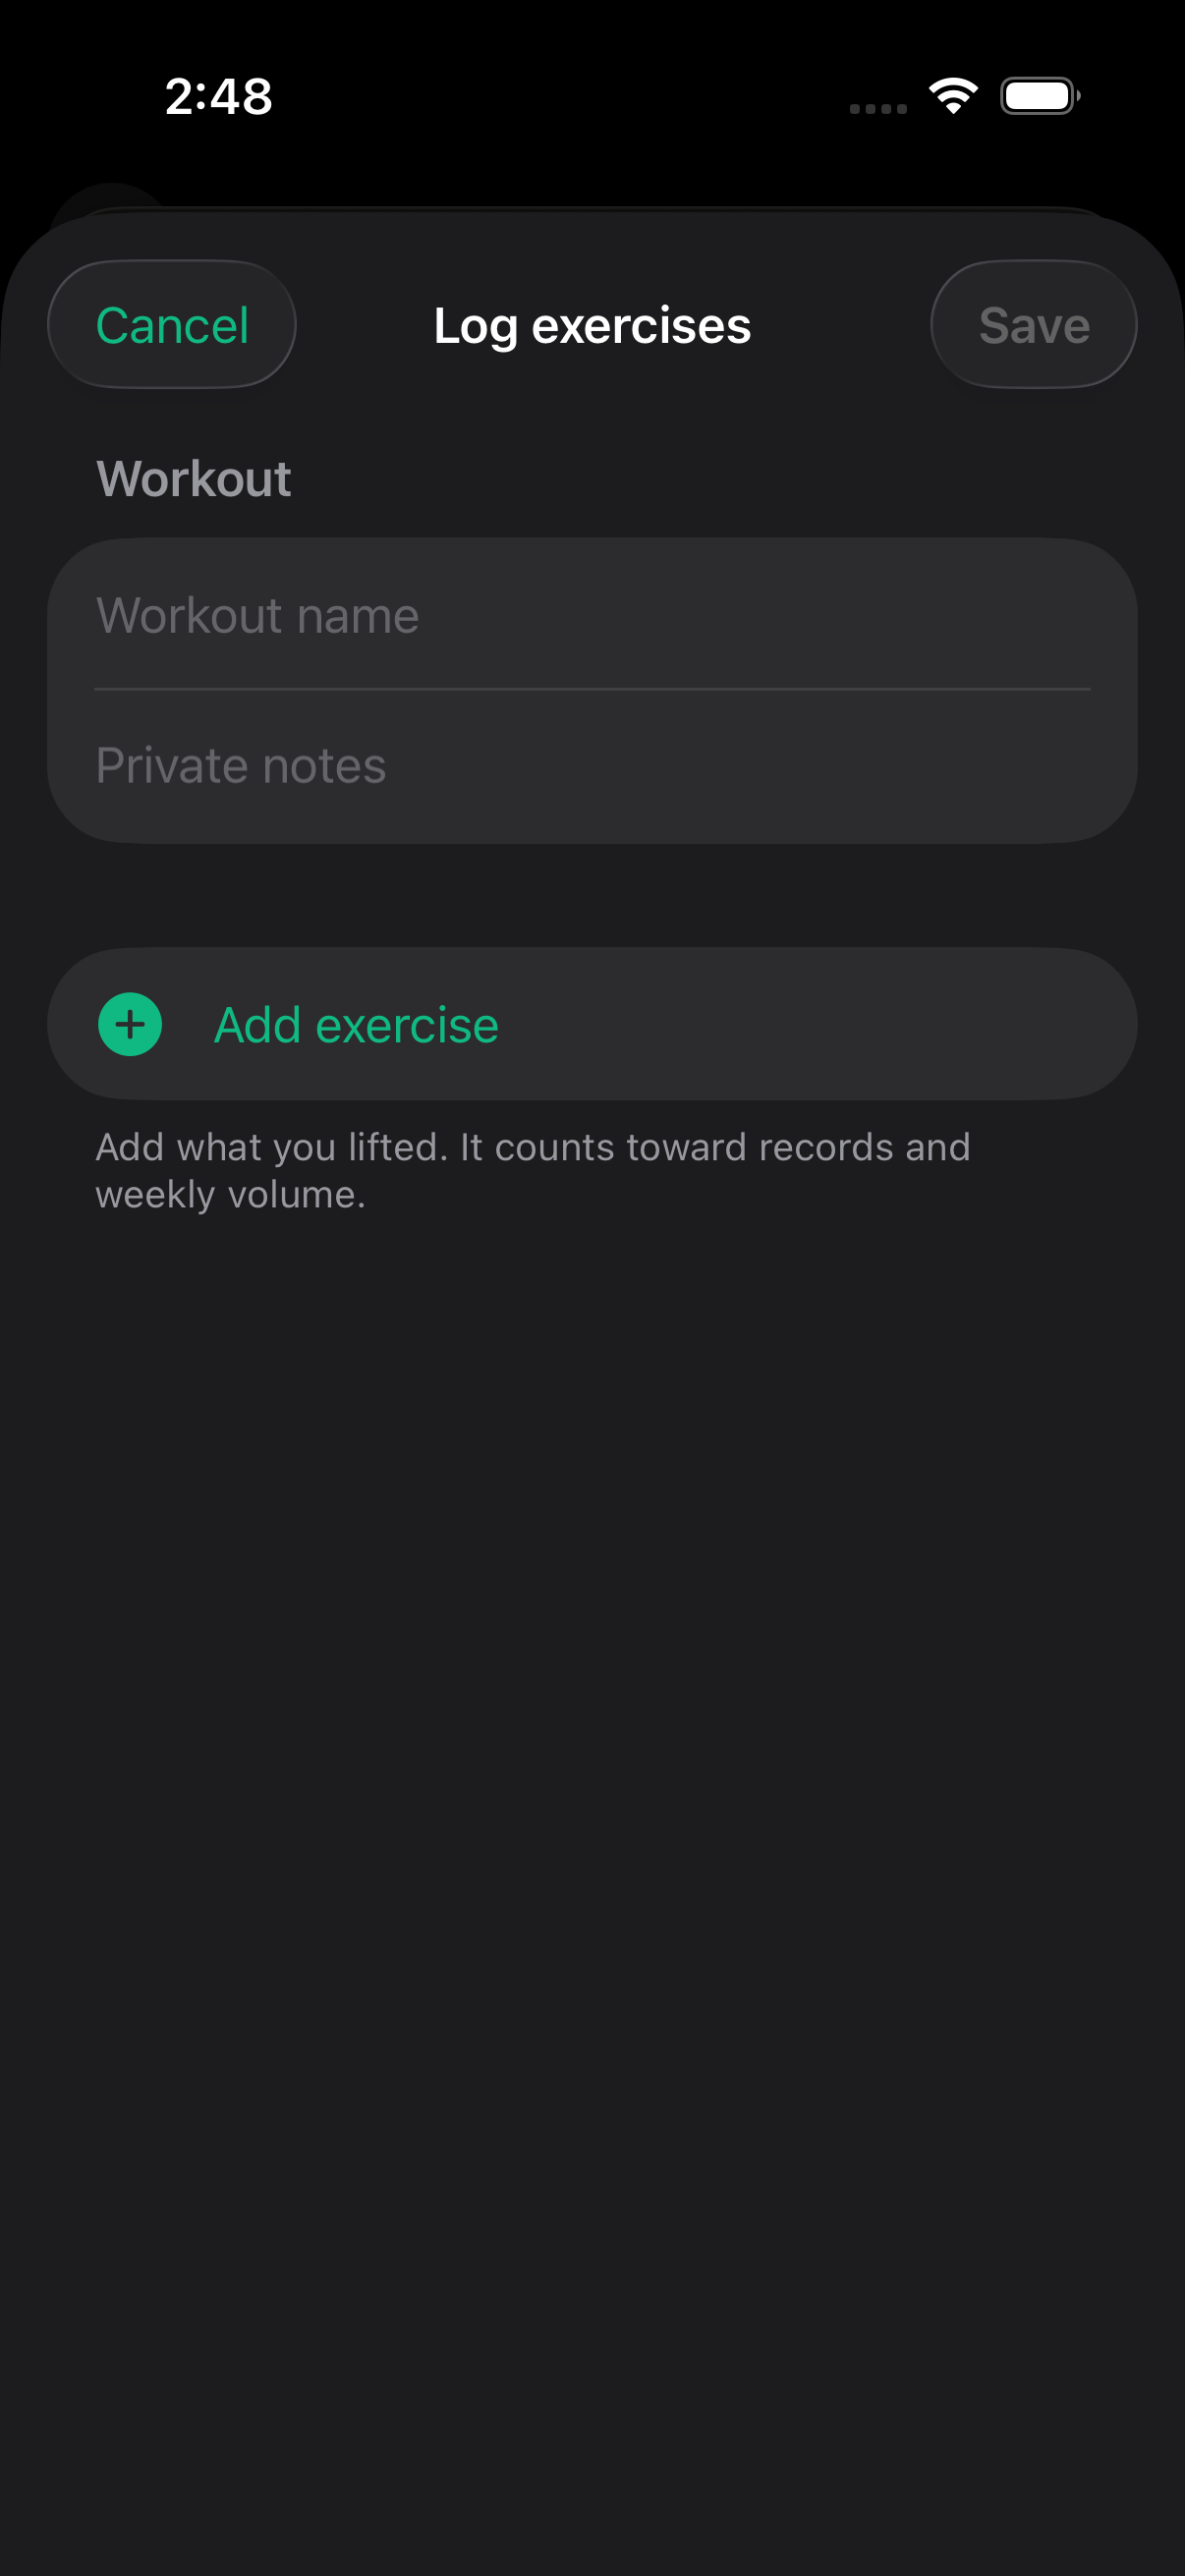 2:48
Cancel
Log exercises
Save
Workout
Workout name
Private notes
Add exercise
Add what you lifted. It counts toward records and
weekly volume.